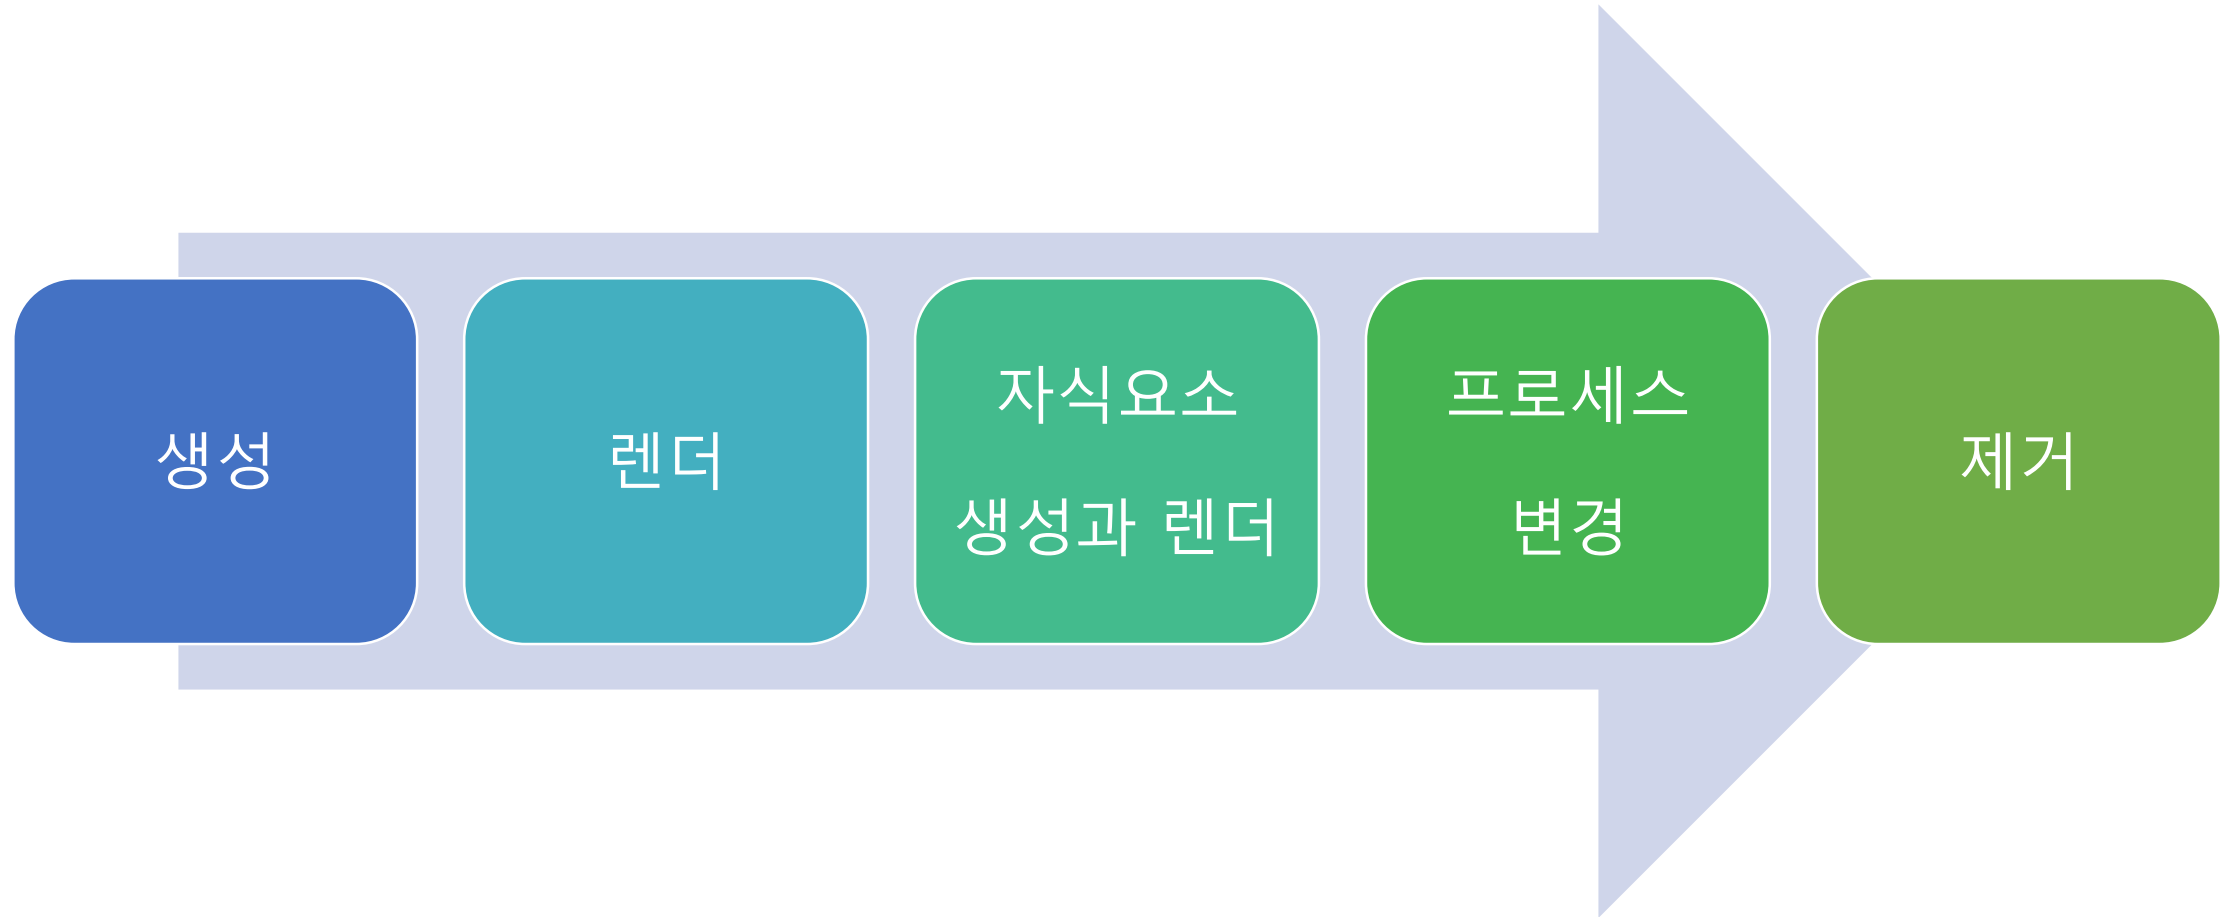 생성
렌더
자식요소
생성과 렌더
프로세스
변경
제거